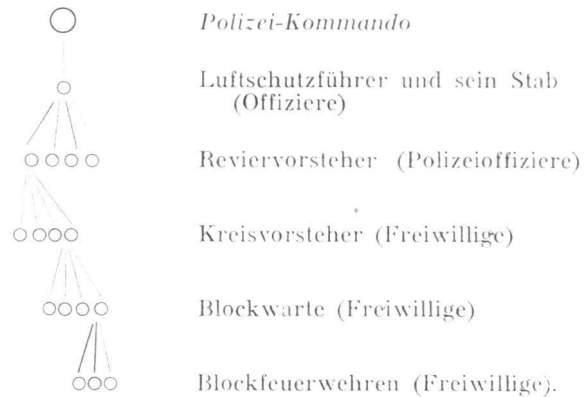 Polizei-Kommando
Luftschutzführer und sein Stab
(Offiziere)
Reviervorsteher (Polizeioffiziere)
Kreisvorsteher (Freiwillige)
Blockwarte (Freiwillige)
Blockfeuerwehren (Freiwillige).